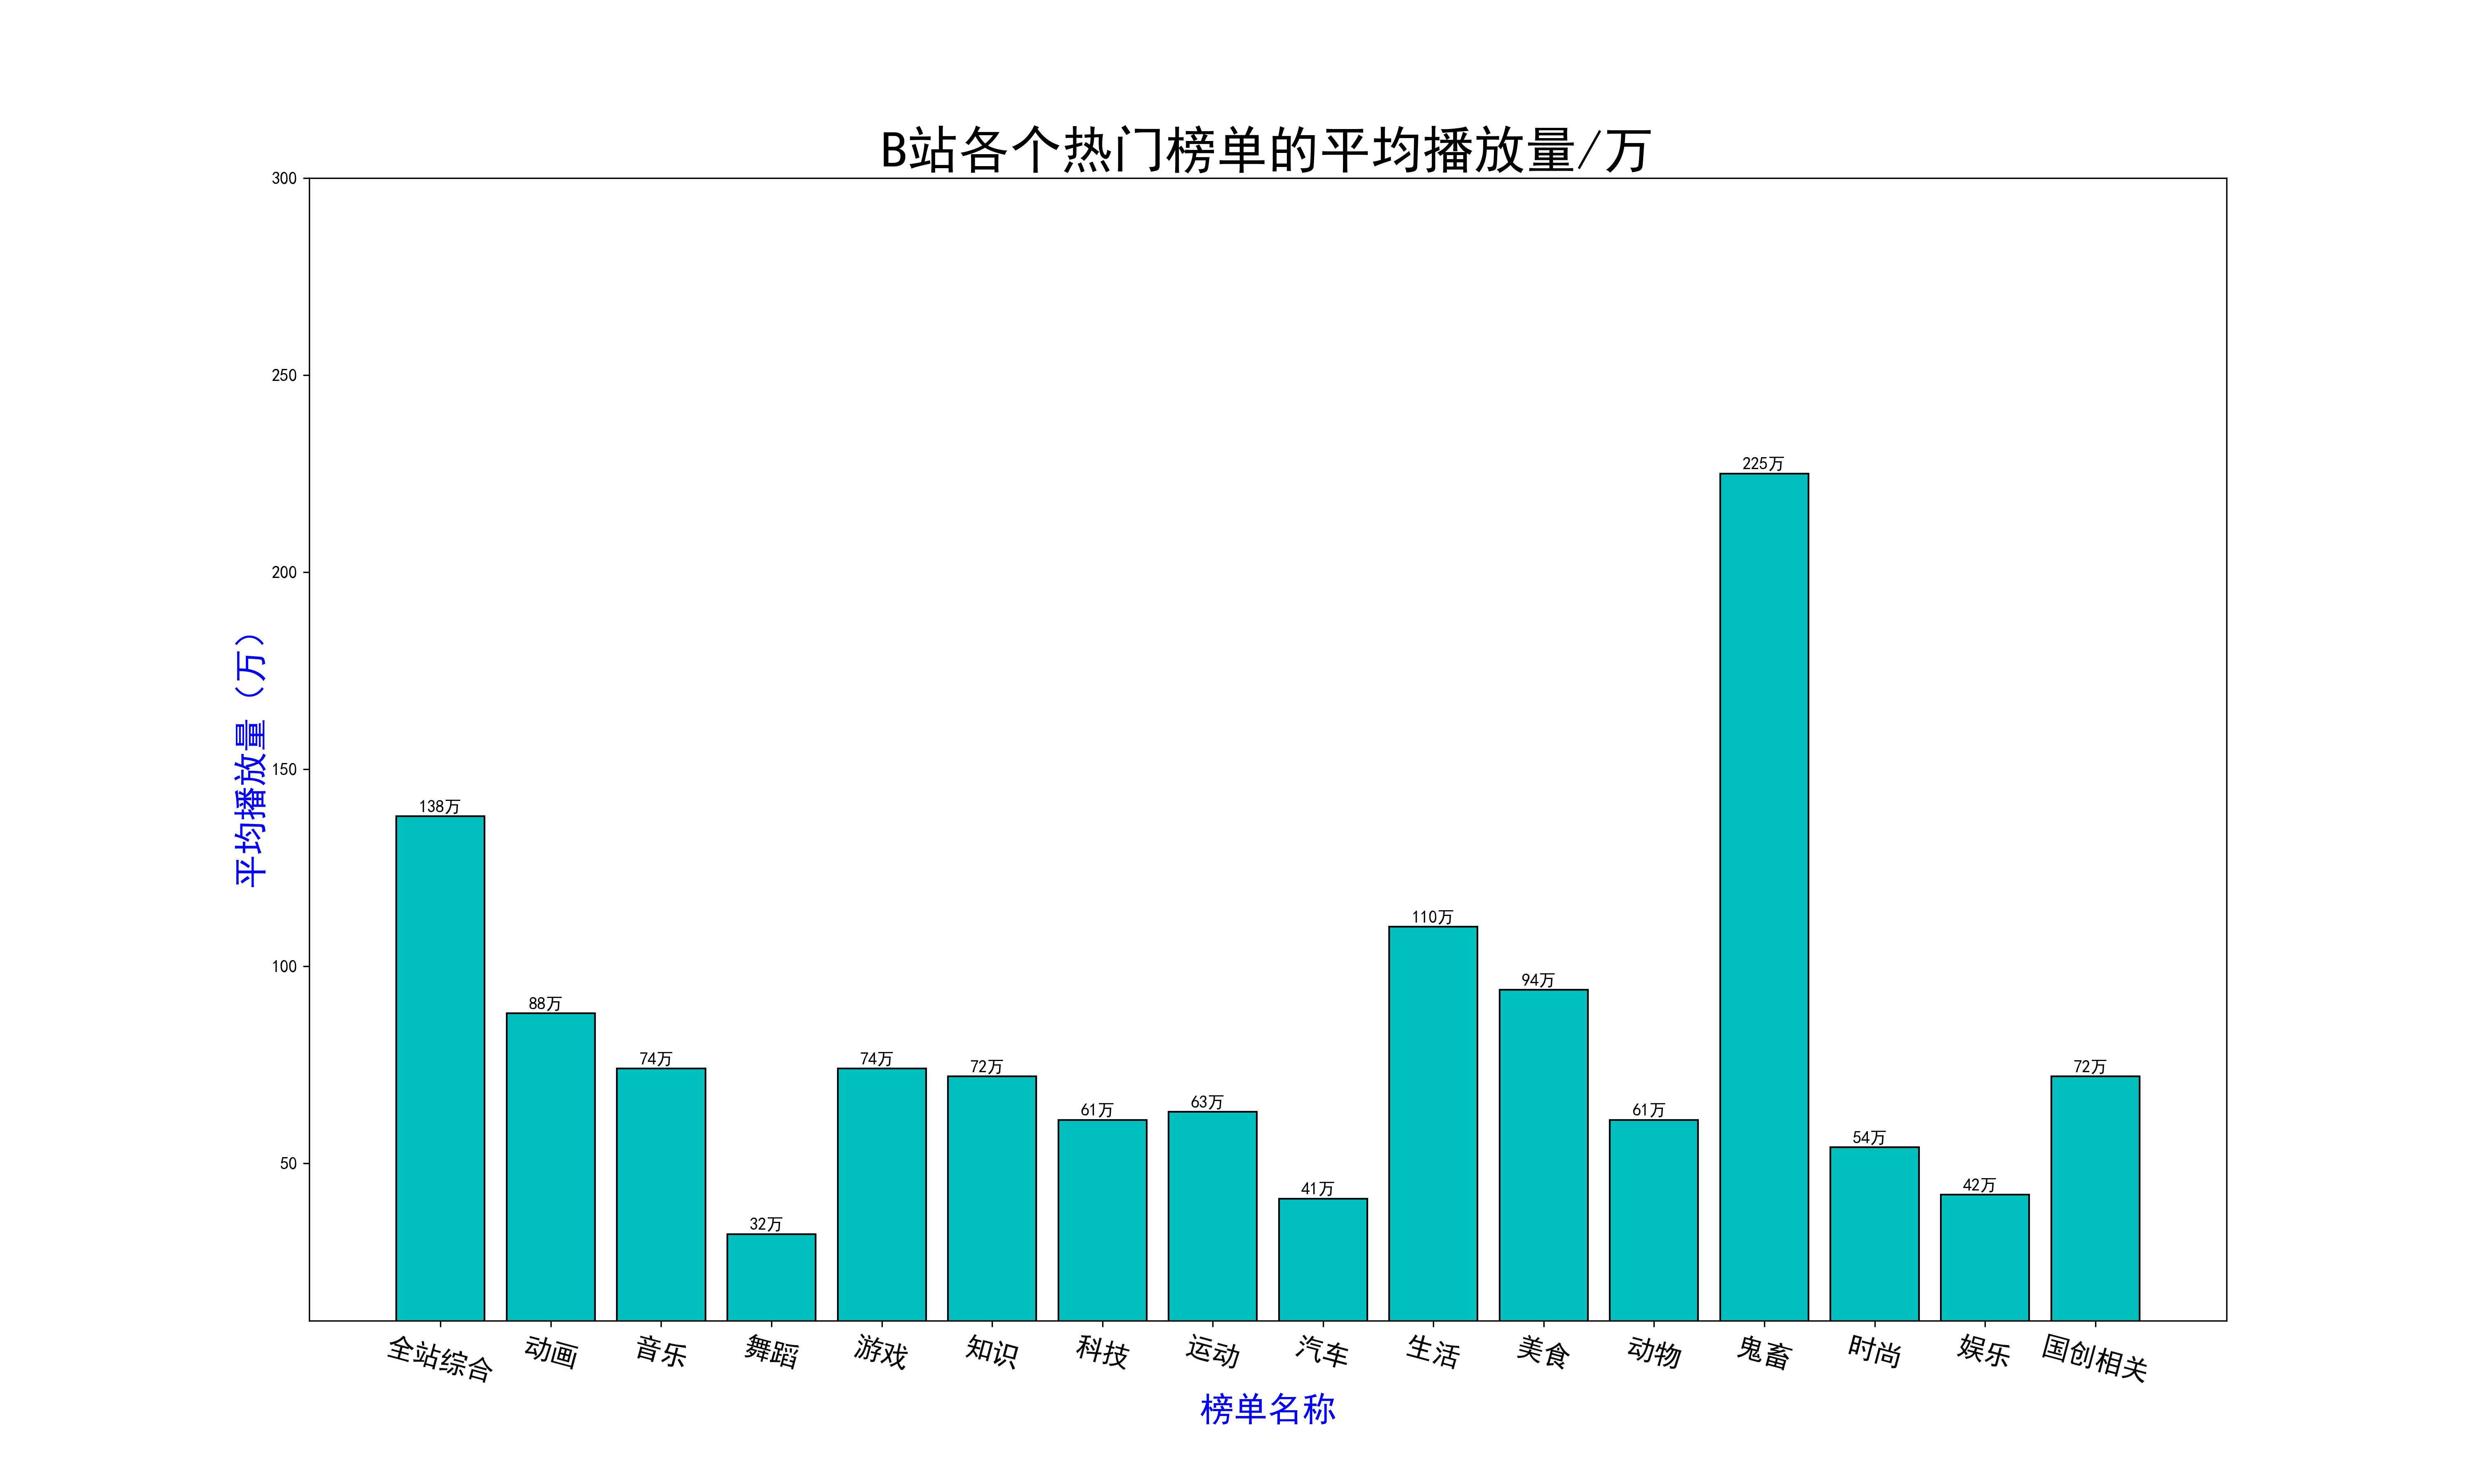 B站各个热门榜单的平均播放量/万
300
250
200
150
100
50
平均播放量（万）
138万
88万
74万
32万
74万
72万
61万
63万
41万
110万
94万
61万
225万
54万
42万
72万
全站综合
动画
音乐
舞蹈
游戏
知识
科技
运动
汽车
生活
美食
动物
鬼畜
时尚
娱乐
国创相关
榜单名称